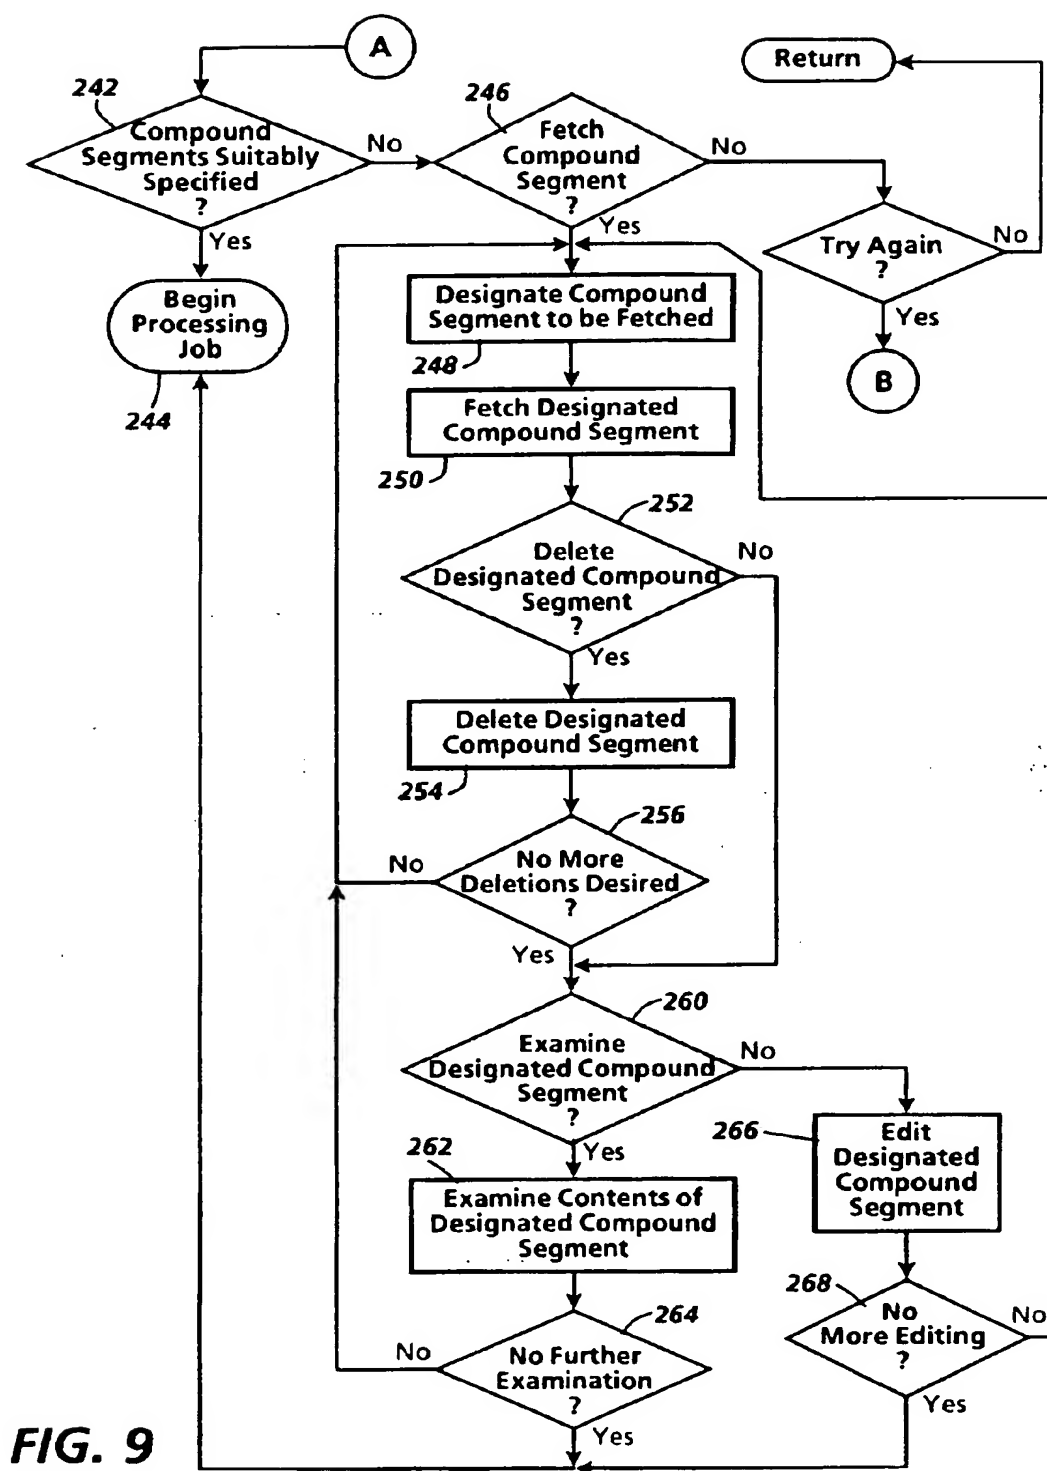 A
Return
242
Compound
Segments Suitably
Specified
?
No
Yes
246
Fetch
Compound
Segment
?
No
Yes
Try Again
?
No
Yes
B
Begin
Processing
Job
244
Designate Compound
Segment to be Fetched
248
Fetch Designated
Compound Segment
250
252
Delete
Designated Compound
Segment
?
No
Yes
Delete Designated
Compound Segment
254
256
No More
Deletions Desired
?
No
Yes
260
Examine
Designated Compound
Segment
?
No
Yes
262
Examine Contents of
Designated Compound
Segment
266
Edit
Designated
Compound
Segment
264
No Further
Examination
?
No
Yes
268
No
More Editing
?
No
Yes
FIG. 9